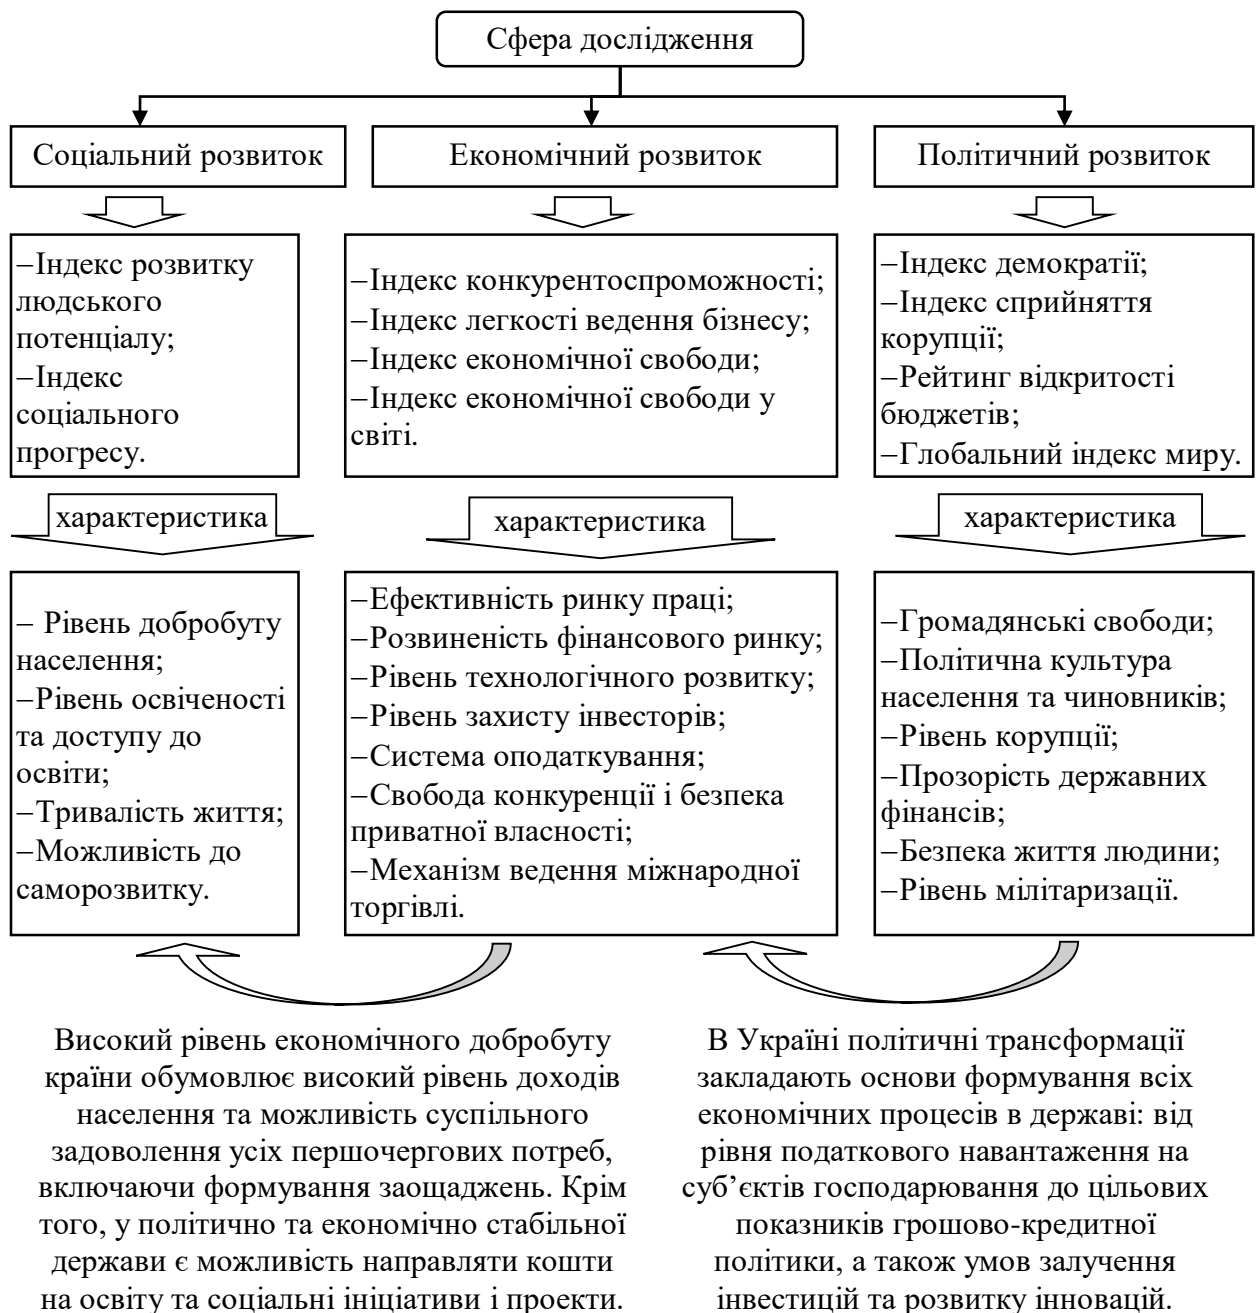 Сфера дослідження
Соціальний розвиток
Економічний розвиток
Політичний розвиток
–Індекс розвитку
людського
потенціалу;
–Індекс
соціального
прогресу.
–Індекс конкурентоспроможності;
–Індекс легкості ведення бізнесу;
–Індекс економічної свободи;
–Індекс економічної свободи у
світі.
–Індекс демократії;
–Індекс сприйняття
корупції;
–Рейтинг відкритості
бюджетів;
–Глобальний індекс миру.
характеристика
характеристика
характеристика
– Рівень добробуту
населення;
–Рівень освіченості
та доступу до
освіти;
–Тривалість життя;
–Можливість до
саморозвитку.
–Ефективність ринку праці;
–Розвиненість фінансового ринку;
–Рівень технологічного розвитку;
–Рівень захисту інвесторів;
–Система оподаткування;
–Свобода конкуренції і безпека
приватної власності;
–Механізм ведення міжнародної
торгівлі.
–Громадянські свободи;
–Політична культура
населення та чиновників;
–Рівень корупції;
–Прозорість державних
фінансів;
–Безпека життя людини;
–Рівень мілітаризації.
Високий рівень економічного добробуту
країни обумовлює високий рівень доходів
населення та можливість суспільного
задоволення усіх першочергових потреб,
включаючи формування заощаджень. Крім
того, у політично та економічно стабільної
держави є можливість направляти кошти
на освіту та соціальні ініціативи і проекти.
В Україні політичні трансформації
закладають основи формування всіх
економічних процесів в державі: від
рівня податкового навантаження на
суб’єктів господарювання до цільових
показників грошово-кредитної
політики, а також умов залучення
інвестицій та розвитку інновацій.